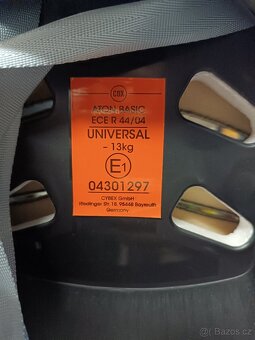 CBX
ATON BASIC
ECE R 44/04
UNIVERSAL
- 13kg
E1
04301297
CYBEX GmbH
Riedinger Str. 18, 95448 Bayreuth
Germany
© Bazos.cz